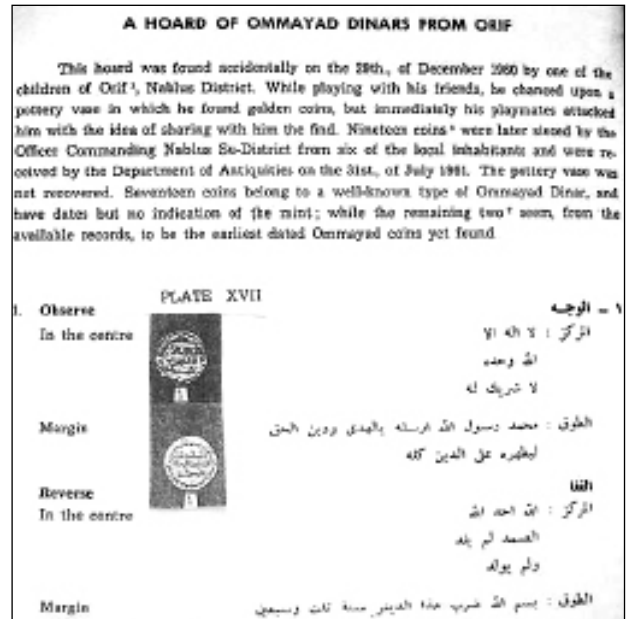 A HOARD OF OMMAYAD DINARS FROM ORIF
This hoard was found accidentally on the 29th., of December 1960 by one of the
children of Orif ¹, Nablus District. While playing with his friends, he chanced upon a
pottery vase in which he found golden coins, but immediately his playmates attacked
him with the idea of sharing with him the find. Nineteen coins were later seized by the
Officer Commanding Nablus Su-District from six of the local inhabitants and were re-
ceived by the Department of Antiquities on the 31st., of July 1961. The pottery vase was
not recovered. Seventeen coins belong to a well-known type of Ommayad Dinar, and
have dates but no indication of the mint; while the remaining two seem, from the
available records, to be the earliest dated Ommayad coins yet found
PLATE XVII
1. Observe
١ – الوجه
In the centre
المركز : لا اله الا
الله وحده
لا شريك له
Margin
الطوق : محمد رسول الله ارسله بالهدى ودين الحق
ليظهره على الدين كله
Reverse
القفا
In the centre
المركز : الله احد الله
الصمد لم يلد
ولم يولد
Margin
الطوق : بسم الله ضرب هذا الدينر سنة ثلث وسبعين